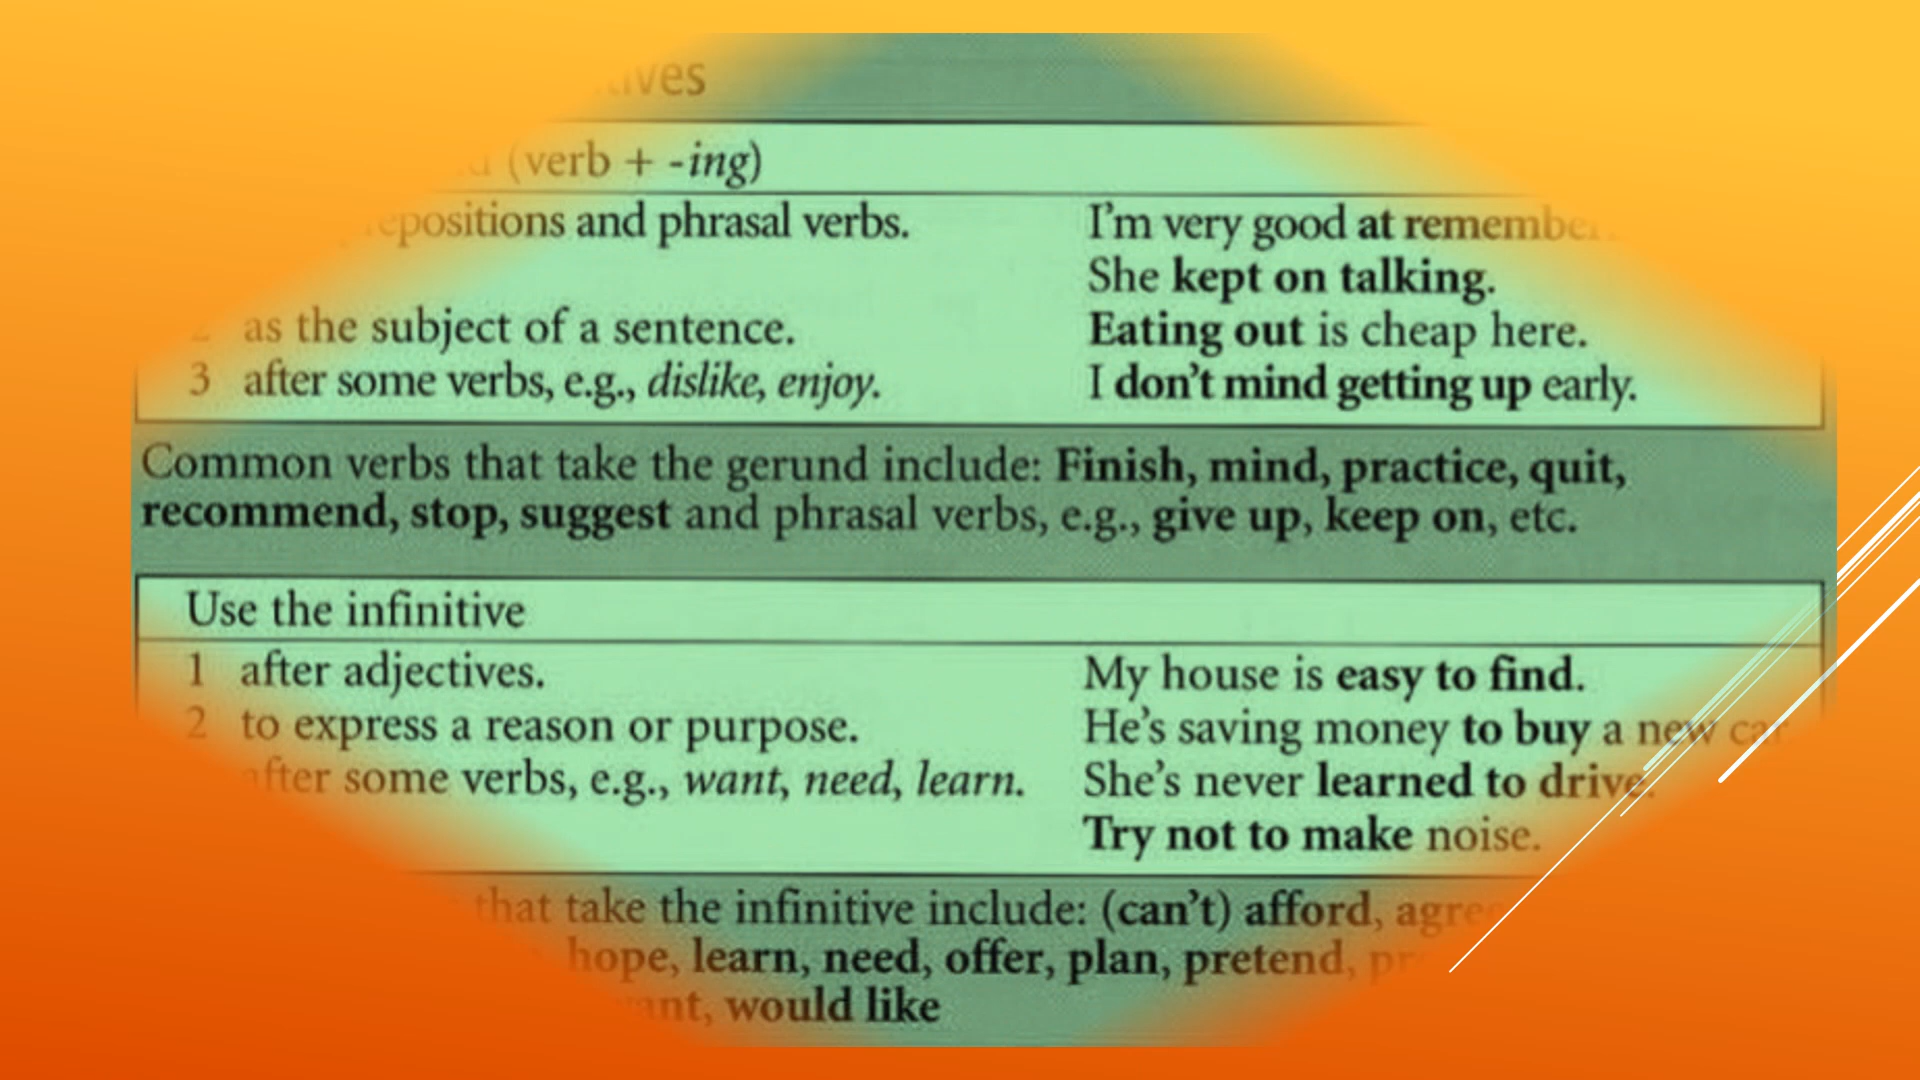 (verb + -ing)
and phrasal verbs. I'm very good at
She kept on talking.
2 as the subject of a sentence. Eating out is cheap here.
3 after some verbs, e.g., dislike, enjoy. I don't mind getting up early.
Common verbs that take the gerund include: Finish, mind, practice, quit,
recommend, stop, suggest and phrasal verbs, e.g., give up, keep on, etc.
Use the infinitive
1 after adjectives. My house is easy to find.
2 to express a reason or purpose. He's saving money to buy a new car
after some verbs, e.g., want, need, learn. She's never learned to drive.
Try not to make noise.
that take the infinitive include: (can't) afford, agree
hope, learn, need, offer, plan, pretend,
would like